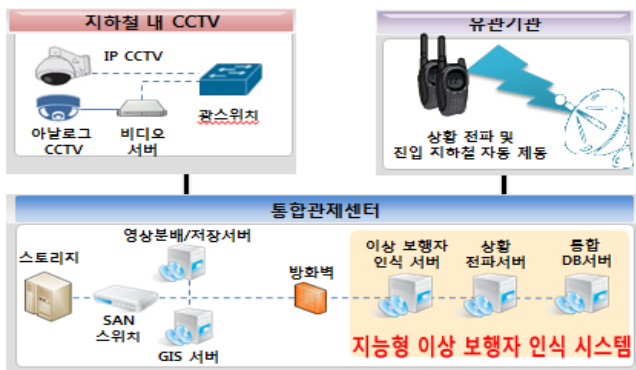 지하철 내 CCTV
IP CCTV
광스위치
아날로그
CCTV
비디오
서버
유관기관
상황 전파 및
진입 지하철 자동 제동
통합관제센터
영상분배/저장서버
스토리지
SAN
스위치
GIS 서버
방화벽
이상 보행자
인식 서버
상황
전파서버
통합
DB서버
지능형 이상 보행자 인식 시스템